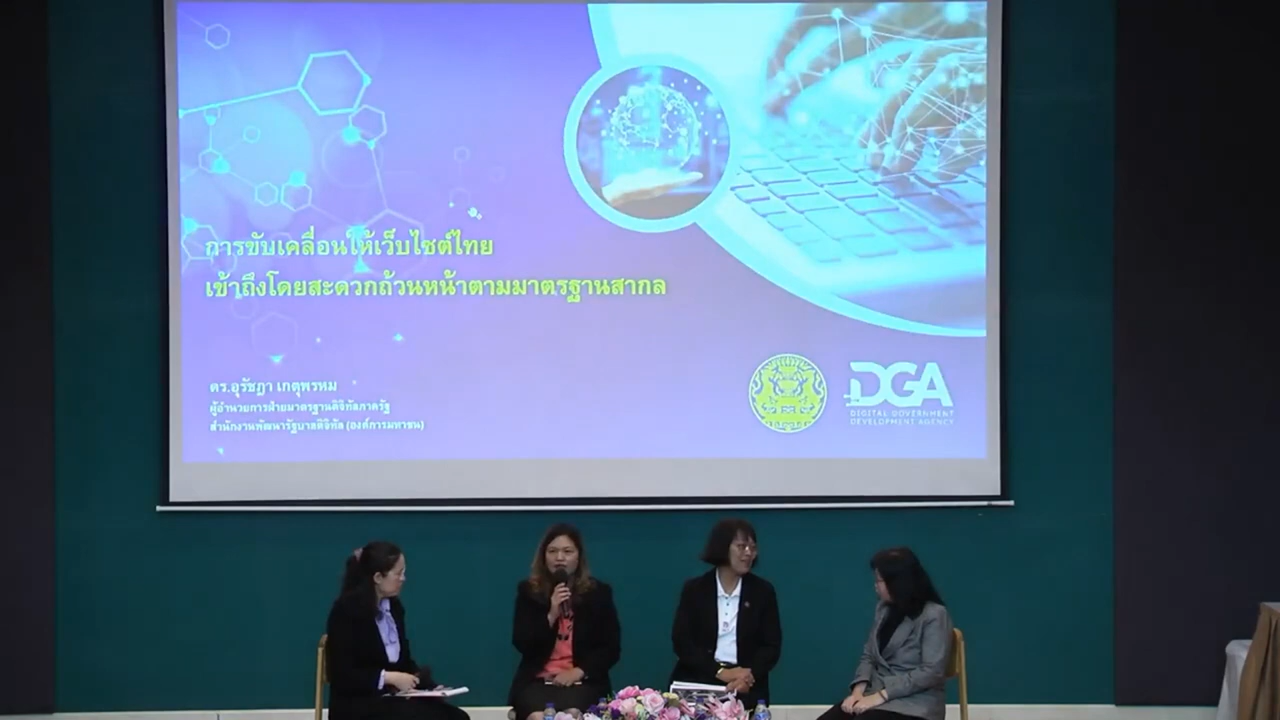 การขับเคลื่อนให้เว็บไซต์ไทย
เข้าถึงโดยสะดวกถ้วนหน้าตามมาตรฐานสากล
ดร.อุรัชฎา เกตุพรหม
ผู้อำนวยการฝ่ายมาตรฐานดิจิทัลภาครัฐ
สำนักงานพัฒนารัฐบาลดิจิทัล (องค์การมหาชน)
DGA
DIGITAL GOVERNMENT
DEVELOPMENT AGENCY